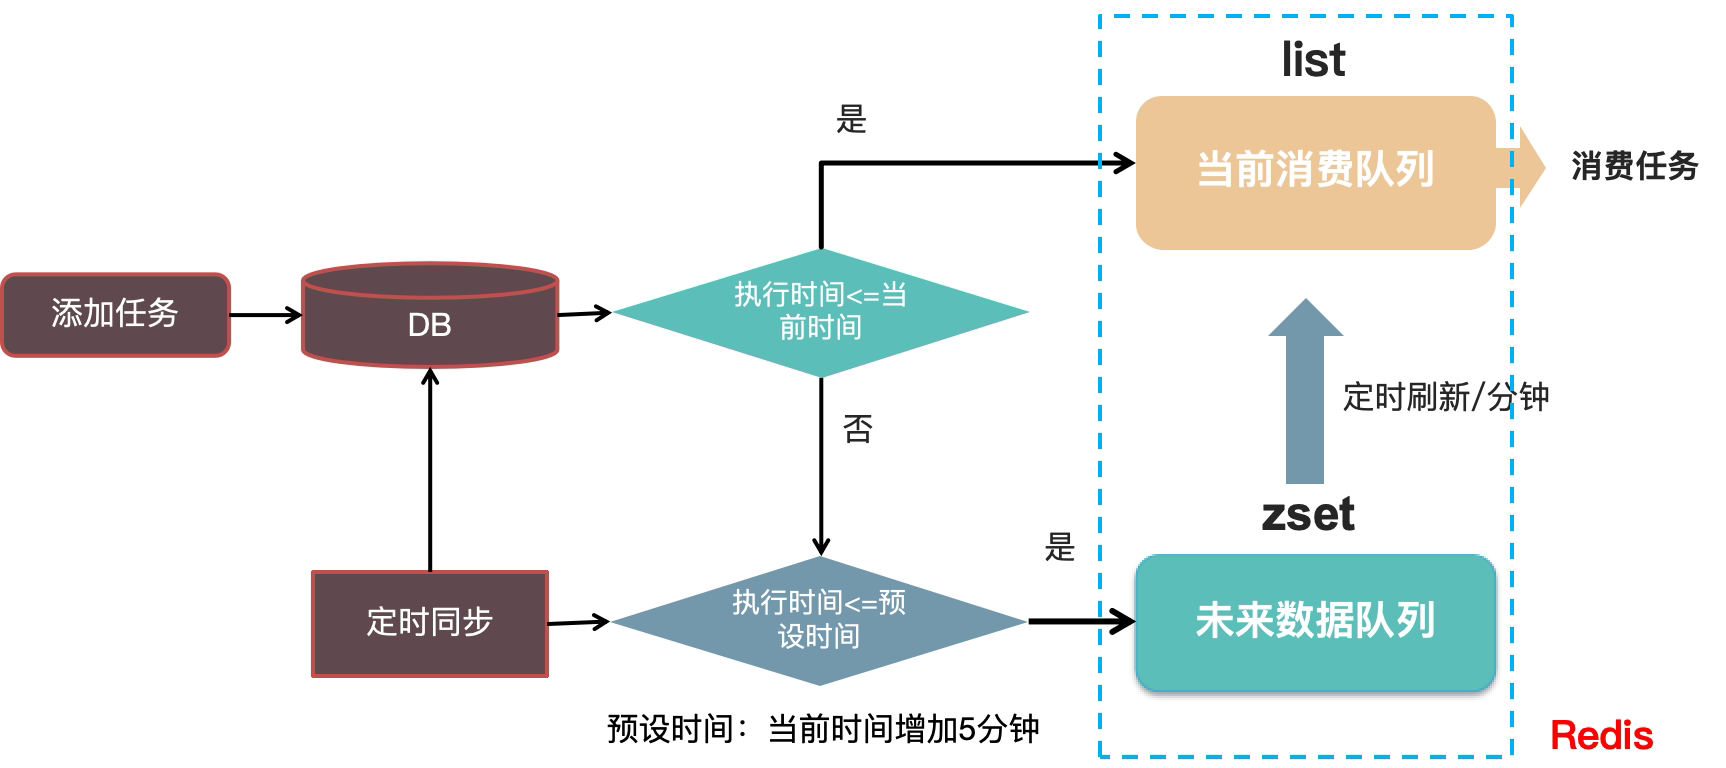 list
是
当前消费队列
消费任务
添加任务
DB
执行时间<=当
前时间
定时刷新/分钟
否
zset
是
定时同步
执行时间<=预
设时间
未来数据队列
预设时间：当前时间增加5分钟
Redis